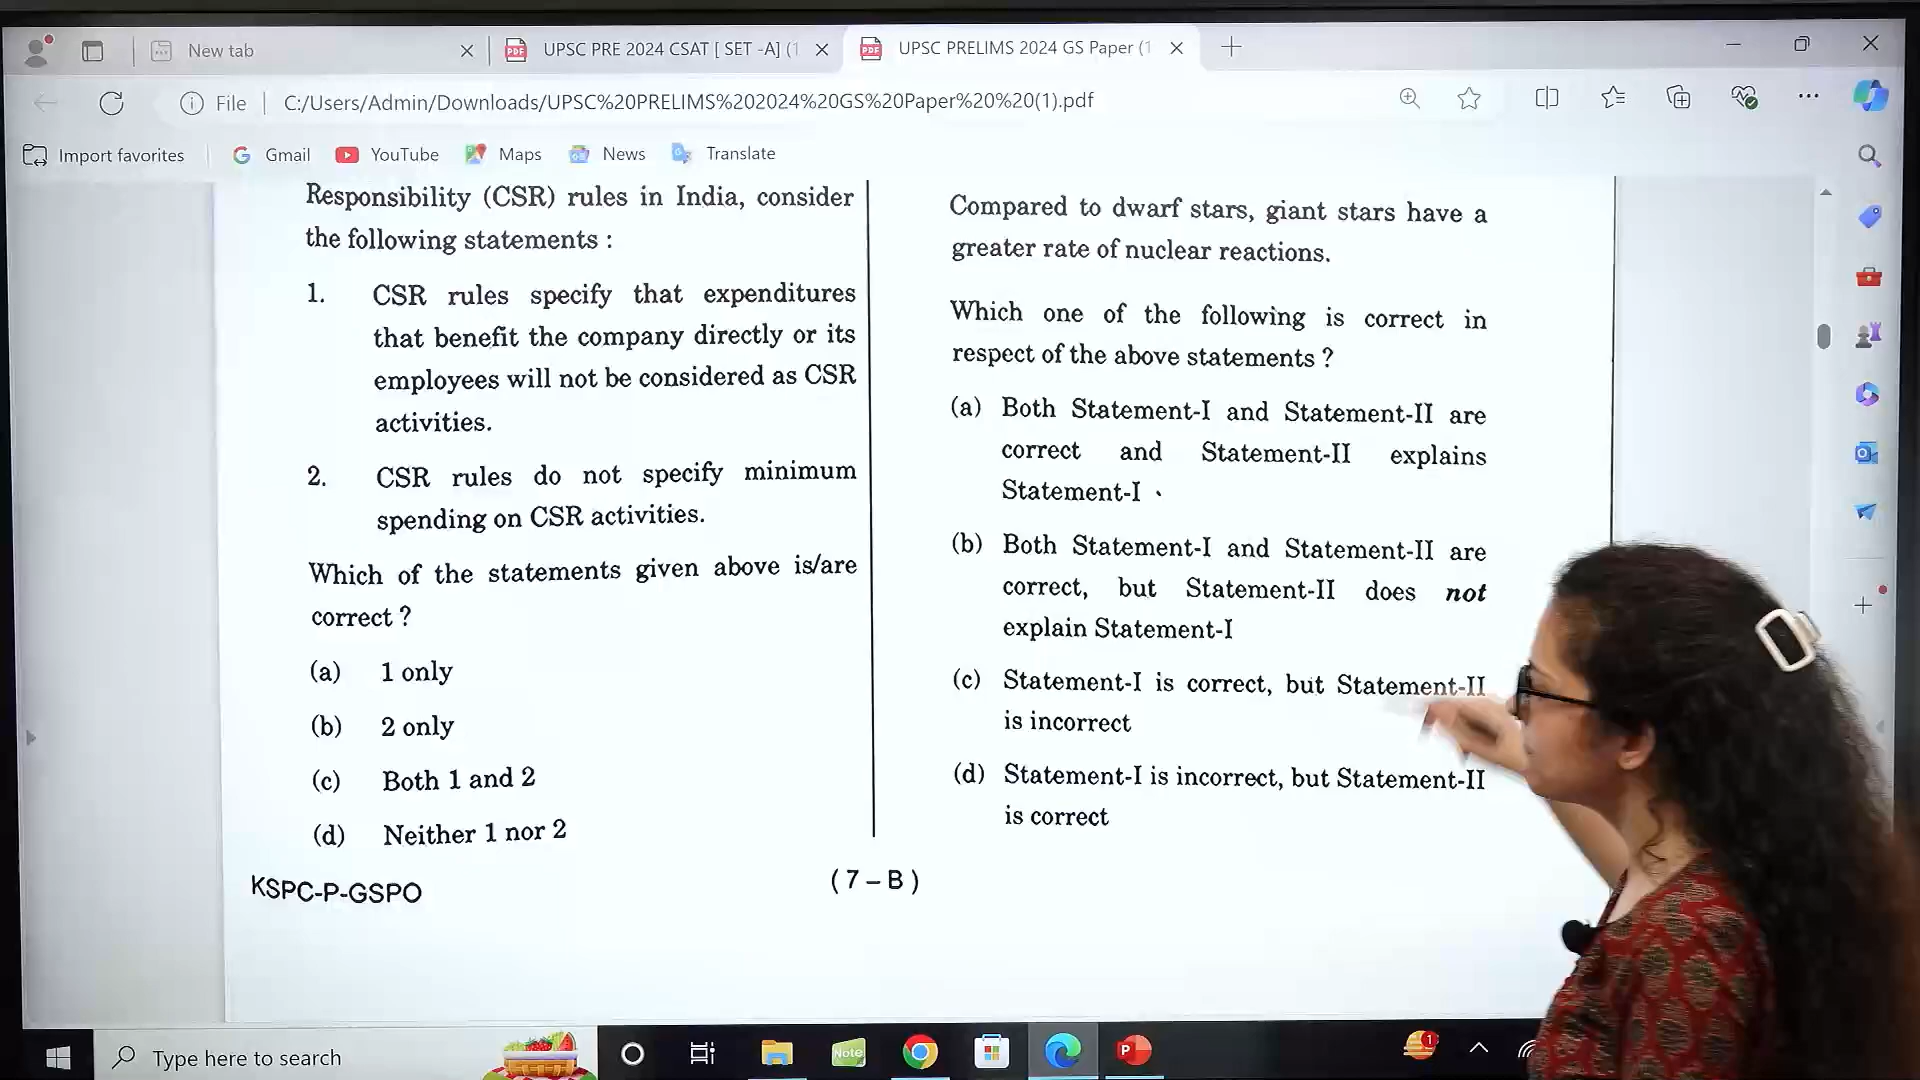 New tab
UPSC PRE 2024 CSAT [ SET -A] (1
UPSC PRELIMS 2024 GS Paper (1
File
C:/Users/Admin/Downloads/UPSC%20PRELIMS%202024%20GS%20Paper%20%20(1).pdf
Import favorites
Gmail
YouTube
Maps
News
Translate
Responsibility (CSR) rules in India, consider
the following statements :
1. CSR rules specify that expenditures
that benefit the company directly or its
employees will not be considered as CSR
activities.
2. CSR rules do not specify minimum
spending on CSR activities.
Which of the statements given above is/are
correct ?
(a) 1 only
(b) 2 only
(c) Both 1 and 2
(d) Neither 1 nor 2
KSPC-P-GSPO
Compared to dwarf stars, giant stars have a
greater rate of nuclear reactions.
Which one of the following is correct in
respect of the above statements ?
(a) Both Statement-I and Statement-II are
correct and Statement-II explains
Statement-I
(b) Both Statement-I and Statement-II are
correct, but Statement-II does not
explain Statement-I
(c) Statement-I is correct, but Statement-II
is incorrect
(d) Statement-I is incorrect, but Statement-II
is correct
( 7 – B )
Type here to search
Note
1